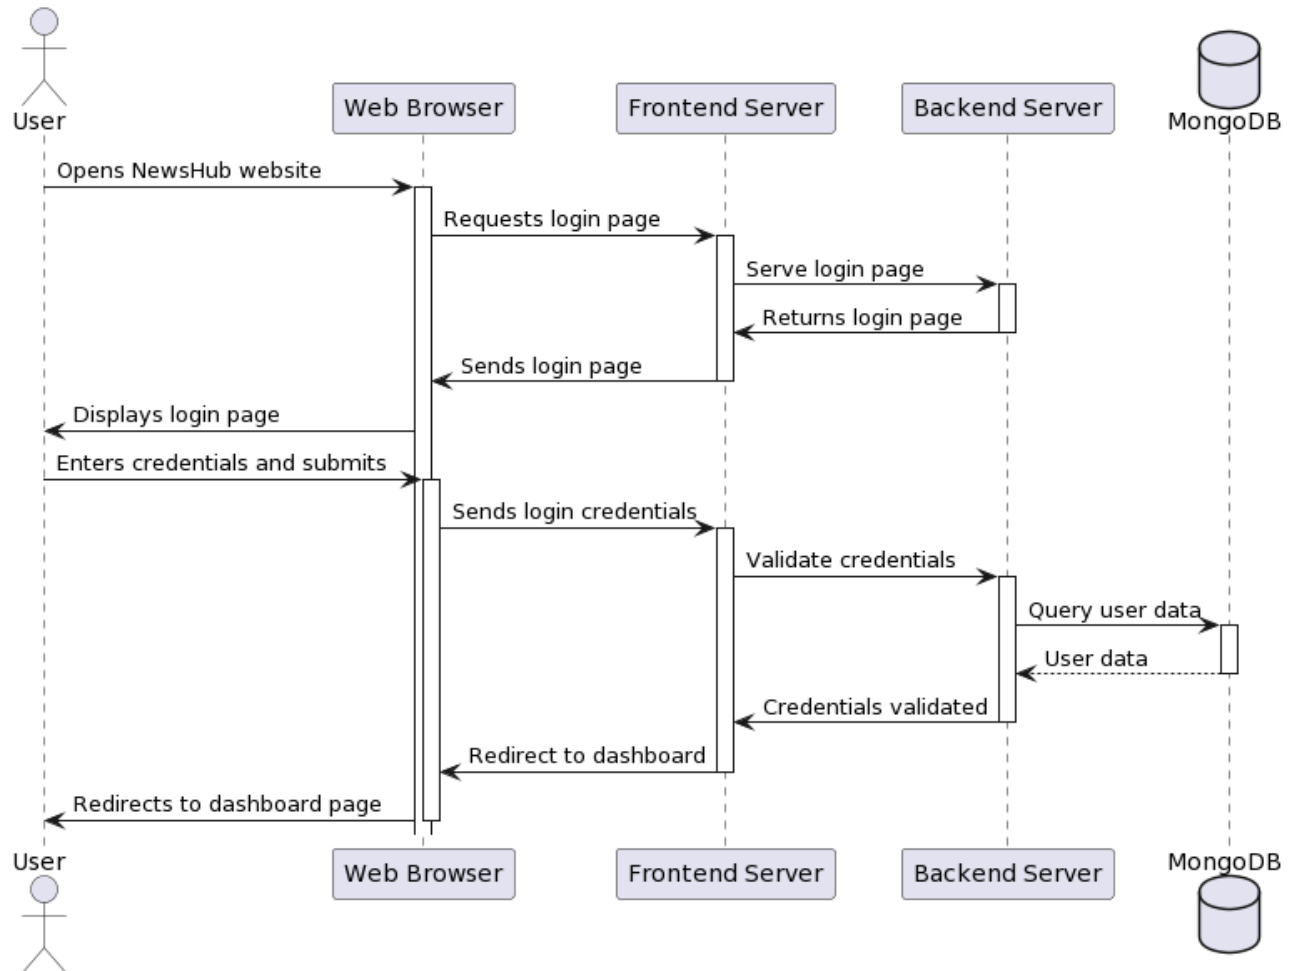 User
Web Browser
Frontend Server
Backend Server
MongoDB
Opens NewsHub website
Requests login page
Serve login page
Returns login page
Sends login page
Displays login page
Enters credentials and submits
Sends login credentials
Validate credentials
Query user data
User data
Credentials validated
Redirect to dashboard
Redirects to dashboard page
User
Web Browser
Frontend Server
Backend Server
MongoDB